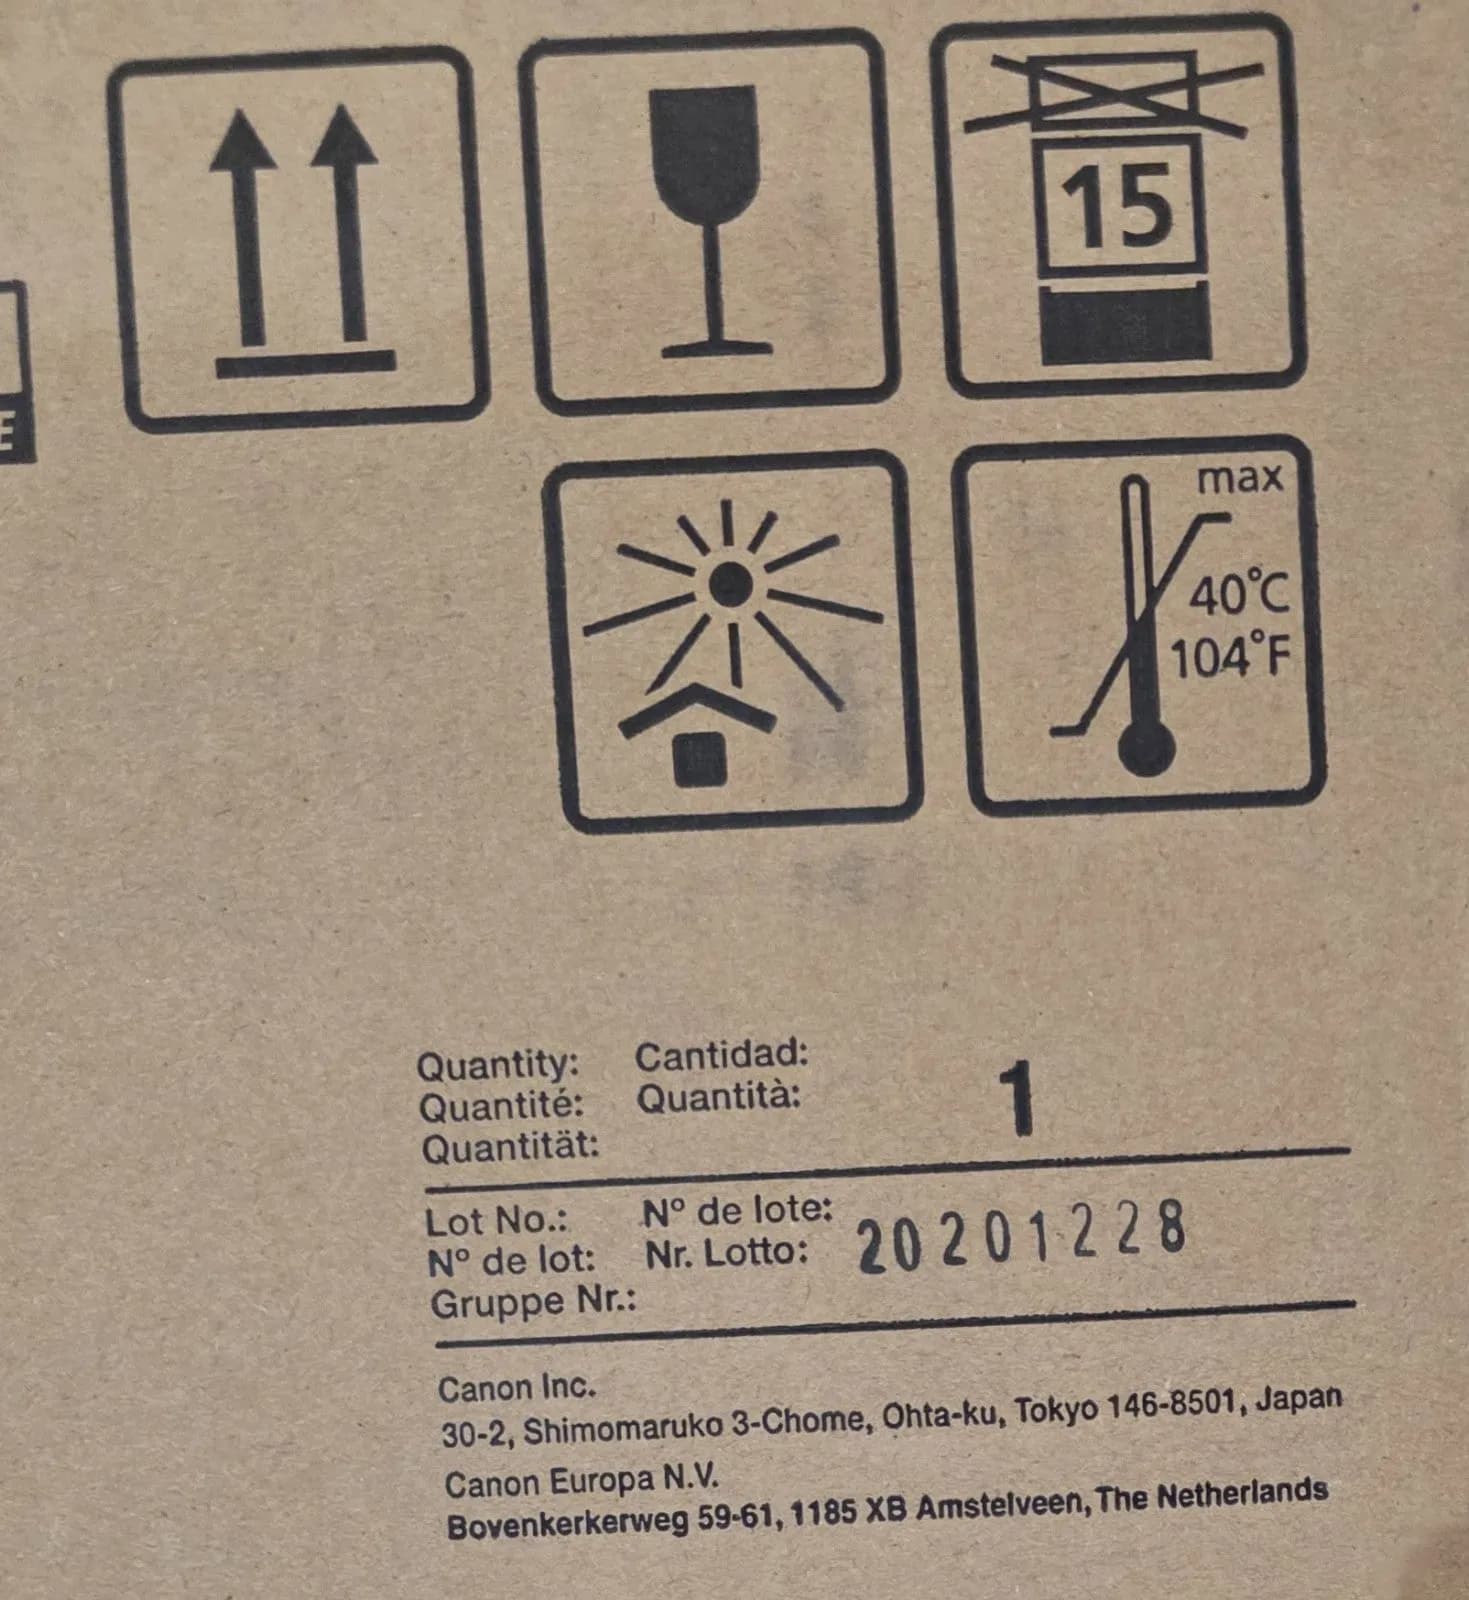 15
E
max
40°C
104°F
Quantity: Cantidad:
Quantité: Quantità:
Quantität:
1
Lot No.: Nº de lote:
Nº de lot: Nr. Lotto:
Gruppe Nr.:
20201228
Canon Inc.
30-2, Shimomaruko 3-Chome, Ohta-ku, Tokyo 146-8501, Japan
Canon Europa N.V.
Bovenkerkerweg 59-61, 1185 XB Amstelveen, The Netherlands